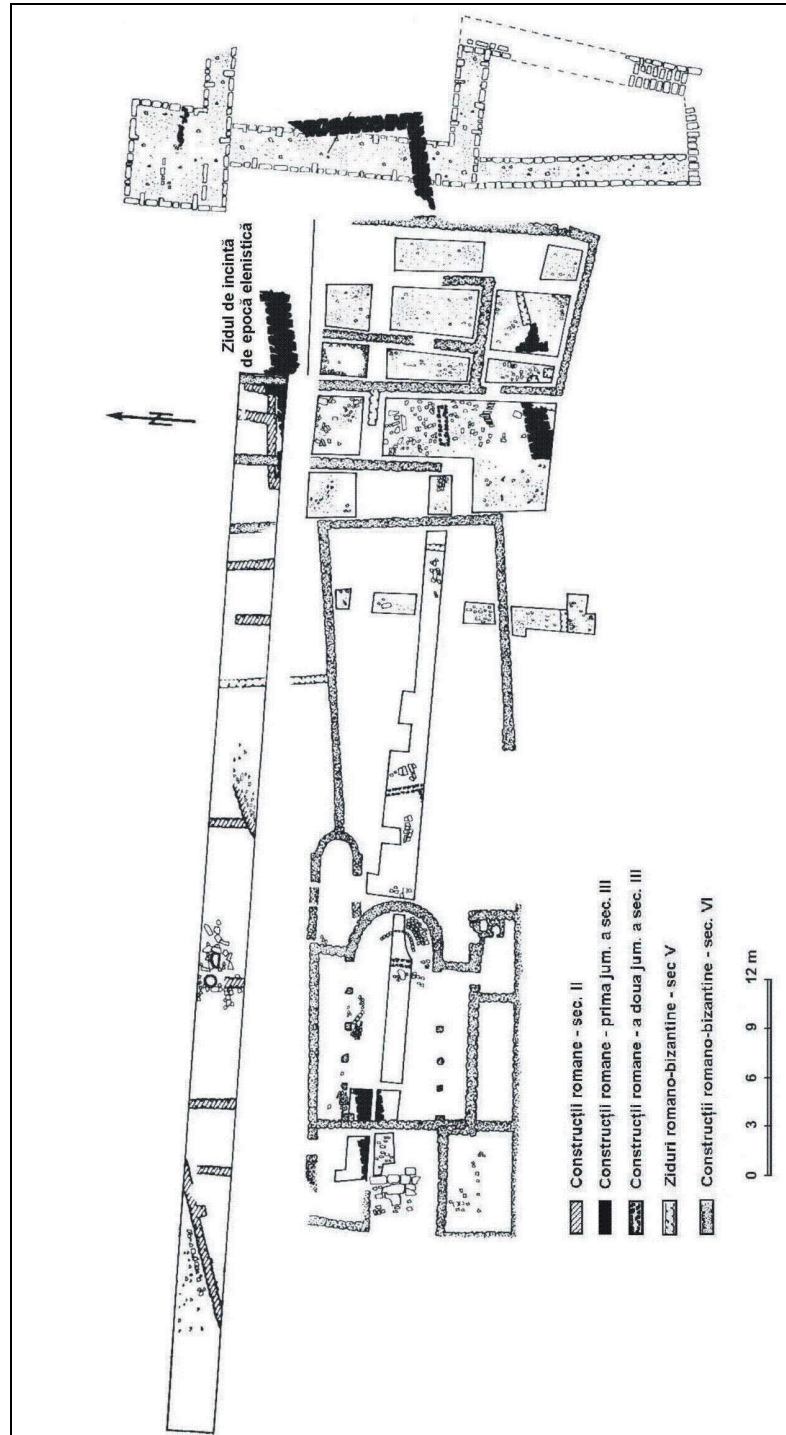 Zidul de incintă
de epocă elenistică
N
Construcții romane - sec. II
Construcții romane - prima jum. a sec. III
Construcții romane - a doua jum. a sec. III
Ziduri romano-bizantine - sec V
Construcții romano-bizantine - sec. VI
0 3 6 9 12 m